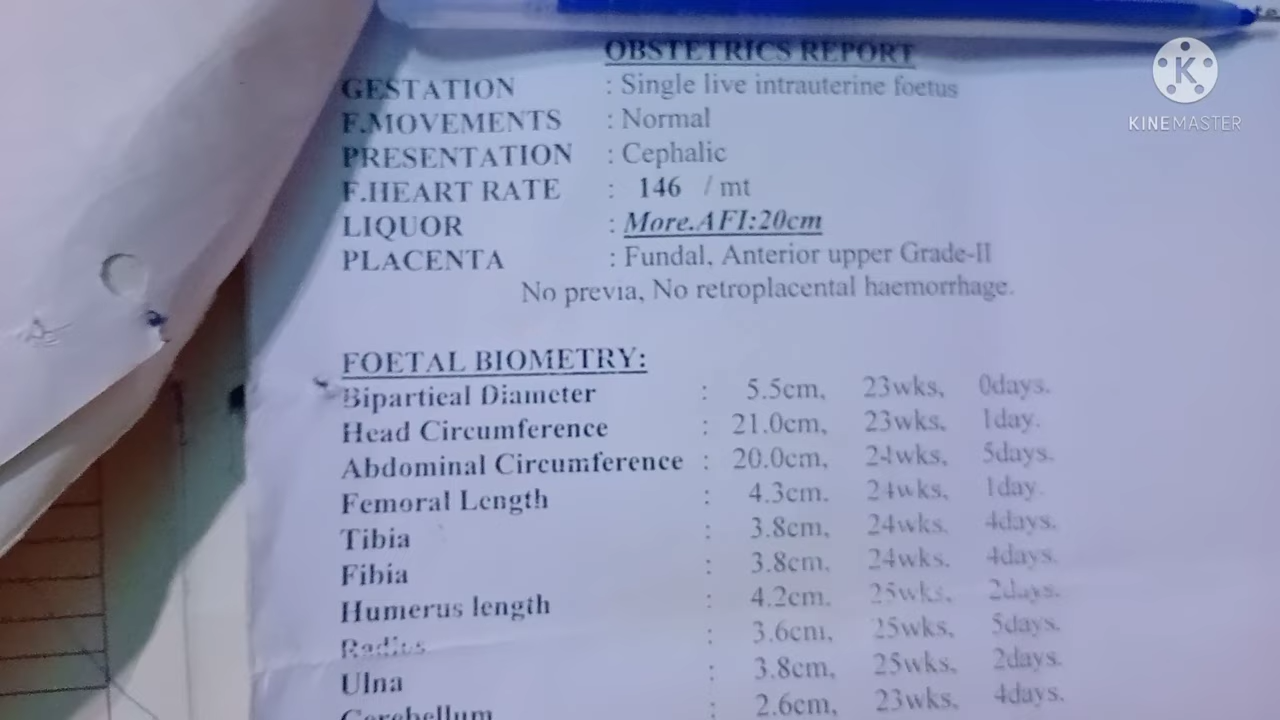 OBSTETRICS REPORT
GESTATION : Single live intrauterine foetus
F.MOVEMENTS : Normal
PRESENTATION : Cephalic
F.HEART RATE : 146 / mt
LIQUOR : More.AFI:20cm
PLACENTA : Fundal, Anterior upper Grade-II
No previa, No retroplacental haemorrhage.
FOETAL BIOMETRY:
Bipartical Diameter : 5.5cm, 23wks, 0days.
Head Circumference : 21.0cm, 23wks, 1day.
Abdominal Circumference : 20.0cm, 24wks, 5days.
Femoral Length : 4.3cm. 24wks, 1day.
Tibia : 3.8cm, 24wks. 4days.
Fibia : 3.8cm. 24wks. 4days.
Humerus length : 4.2cm. 25wks, 2days.
Radius : 3.6cm, 25wks, 5days.
Ulna : 3.8cm, 25wks, 2days.
Cerebellum : 2.6cm, 23wks, 4days.
K
KINEMASTER